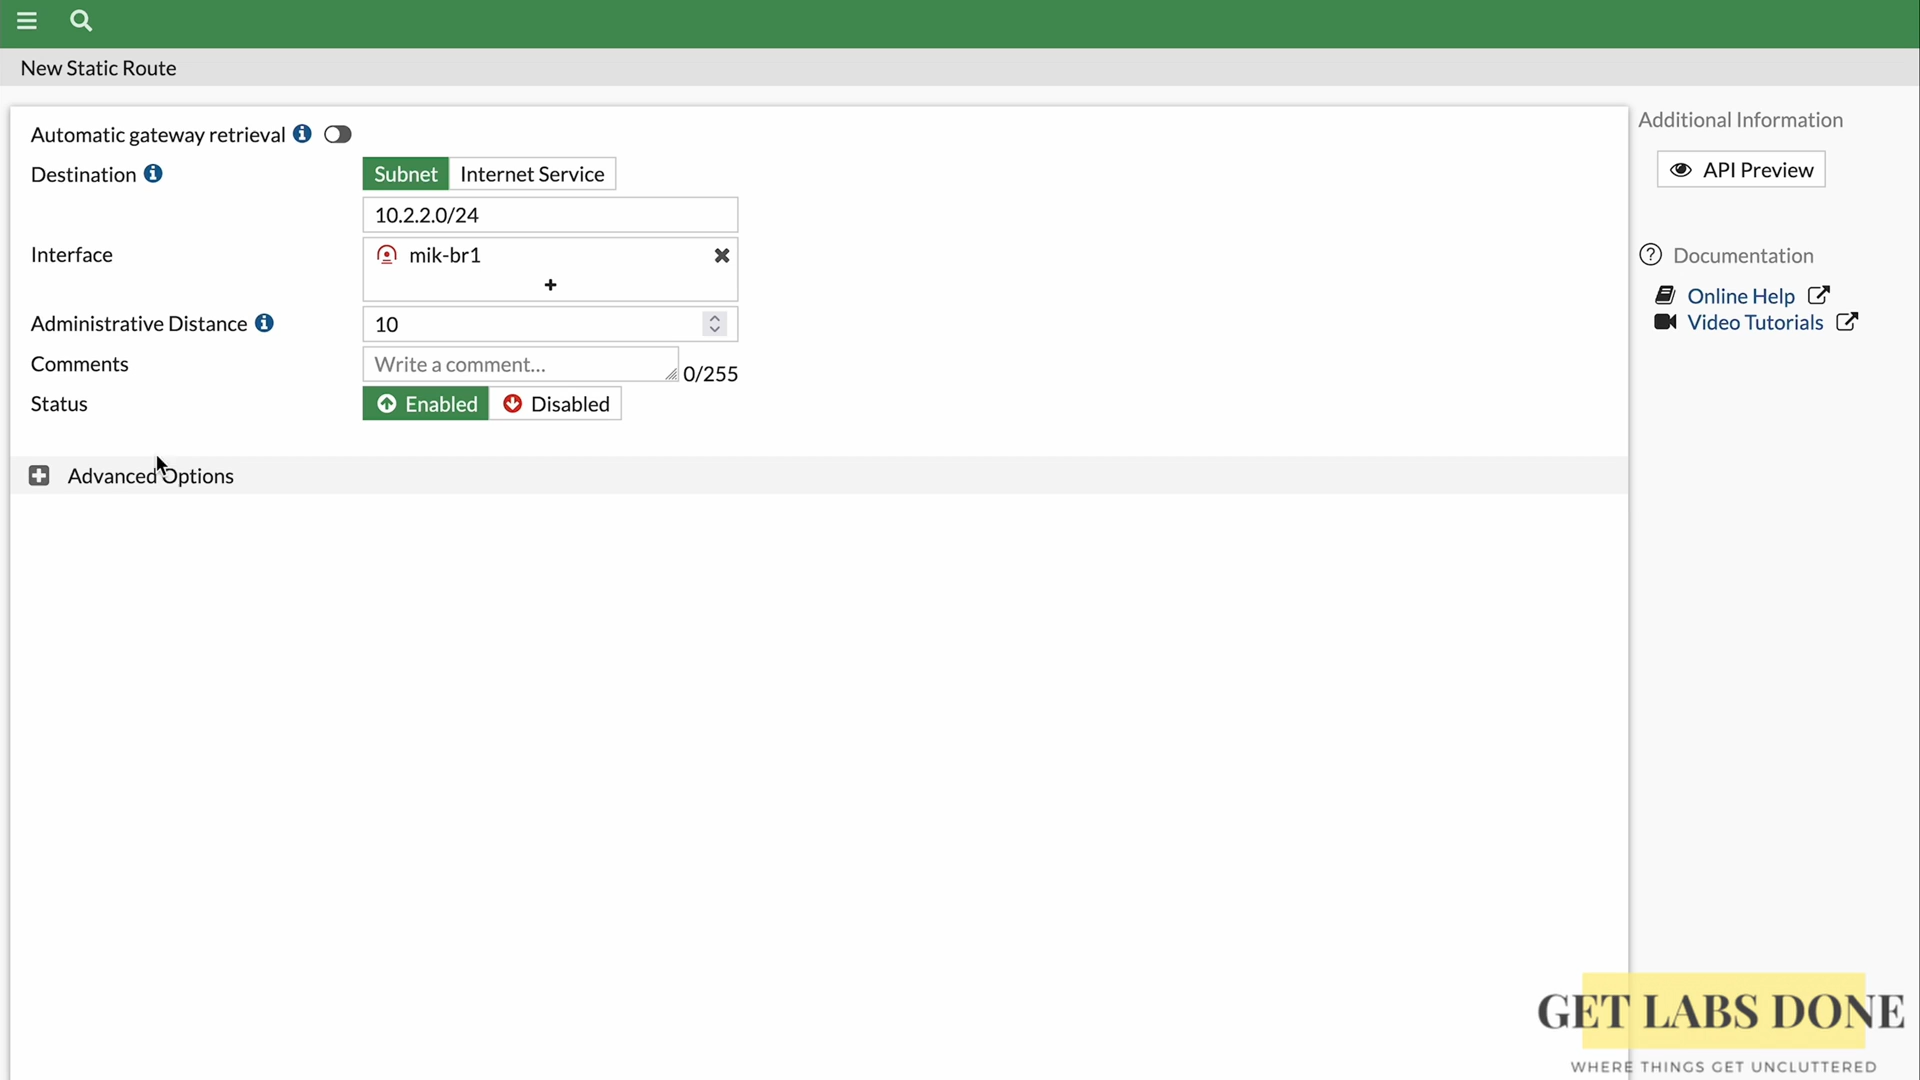 New Static Route
Automatic gateway retrieval
Destination
Subnet Internet Service
10.2.2.0/24
Interface
mik-br1
Administrative Distance
10
Comments
Write a comment...
0/255
Status
Enabled Disabled
Advanced Options
Additional Information
API Preview
Documentation
Online Help
Video Tutorials
GET LABS DONE
WHERE THINGS GET UNCLUTTERED